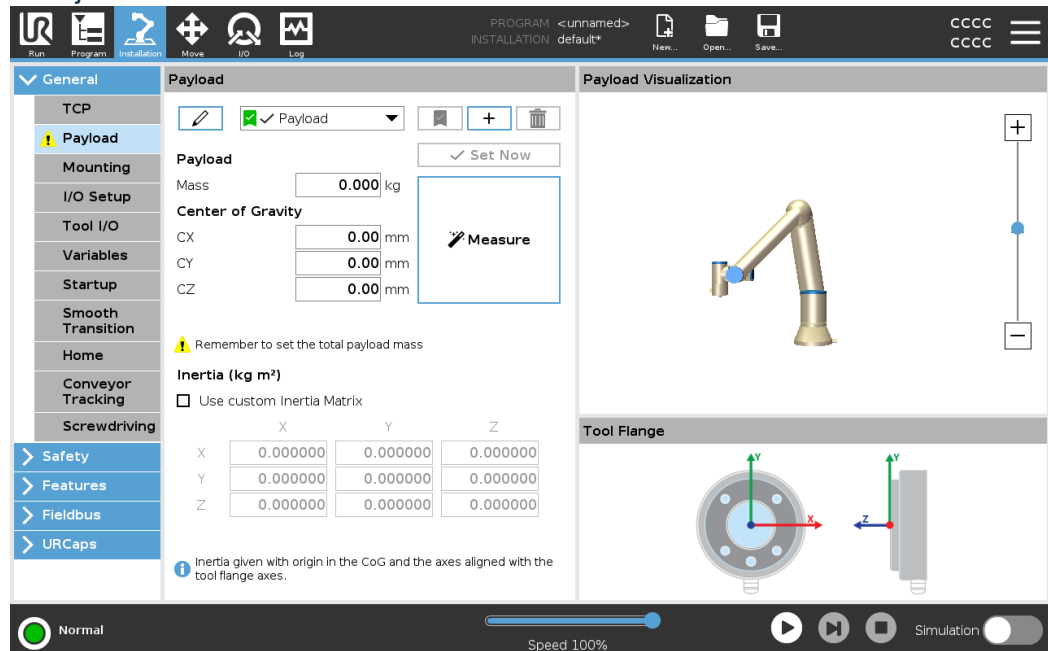 PROGRAM <unnamed>
INSTALLATION default*
CCCC
CCCC
Run Program Installation Move I/O Log New... Open... Save...
General
TCP
Payload
Mounting
I/O Setup
Tool I/O
Variables
Startup
Smooth
Transition
Home
Conveyor
Tracking
Screwdriving
Safety
Features
Fieldbus
URCaps
Payload
Payload
Set Now
Payload
Mass 0.000 kg
Center of Gravity
CX 0.00 mm
CY 0.00 mm
CZ 0.00 mm
Measure
Remember to set the total payload mass
Inertia (kg m²)
Use custom Inertia Matrix
X Y Z
X 0.000000 0.000000 0.000000
Y 0.000000 0.000000 0.000000
Z 0.000000 0.000000 0.000000
Inertia given with origin in the CoG and the axes aligned with the
tool flange axes.
Payload Visualization
Tool Flange
Y
X
Y
Z
Normal
Speed 100%
Simulation